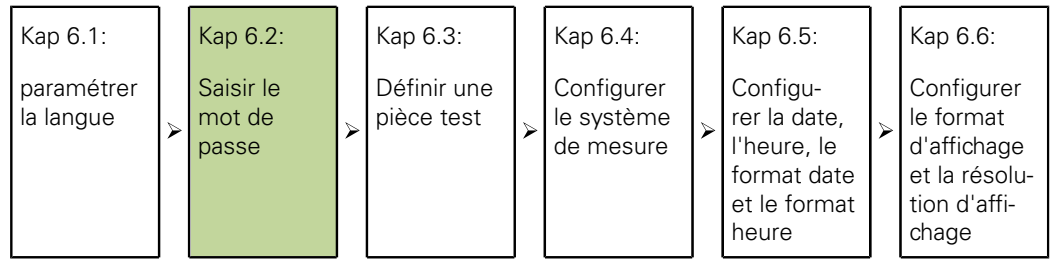 Kap 6.1:
paramétrer
la langue
Kap 6.2:
Saisir le
mot de
passe
Kap 6.3:
Définir une
pièce test
Kap 6.4:
Configurer
le système
de mesure
Kap 6.5:
Configu-
rer la date,
l'heure, le
format date
et le format
heure
Kap 6.6:
Configurer
le format
d'affichage
et la résolu-
tion d'affi-
chage